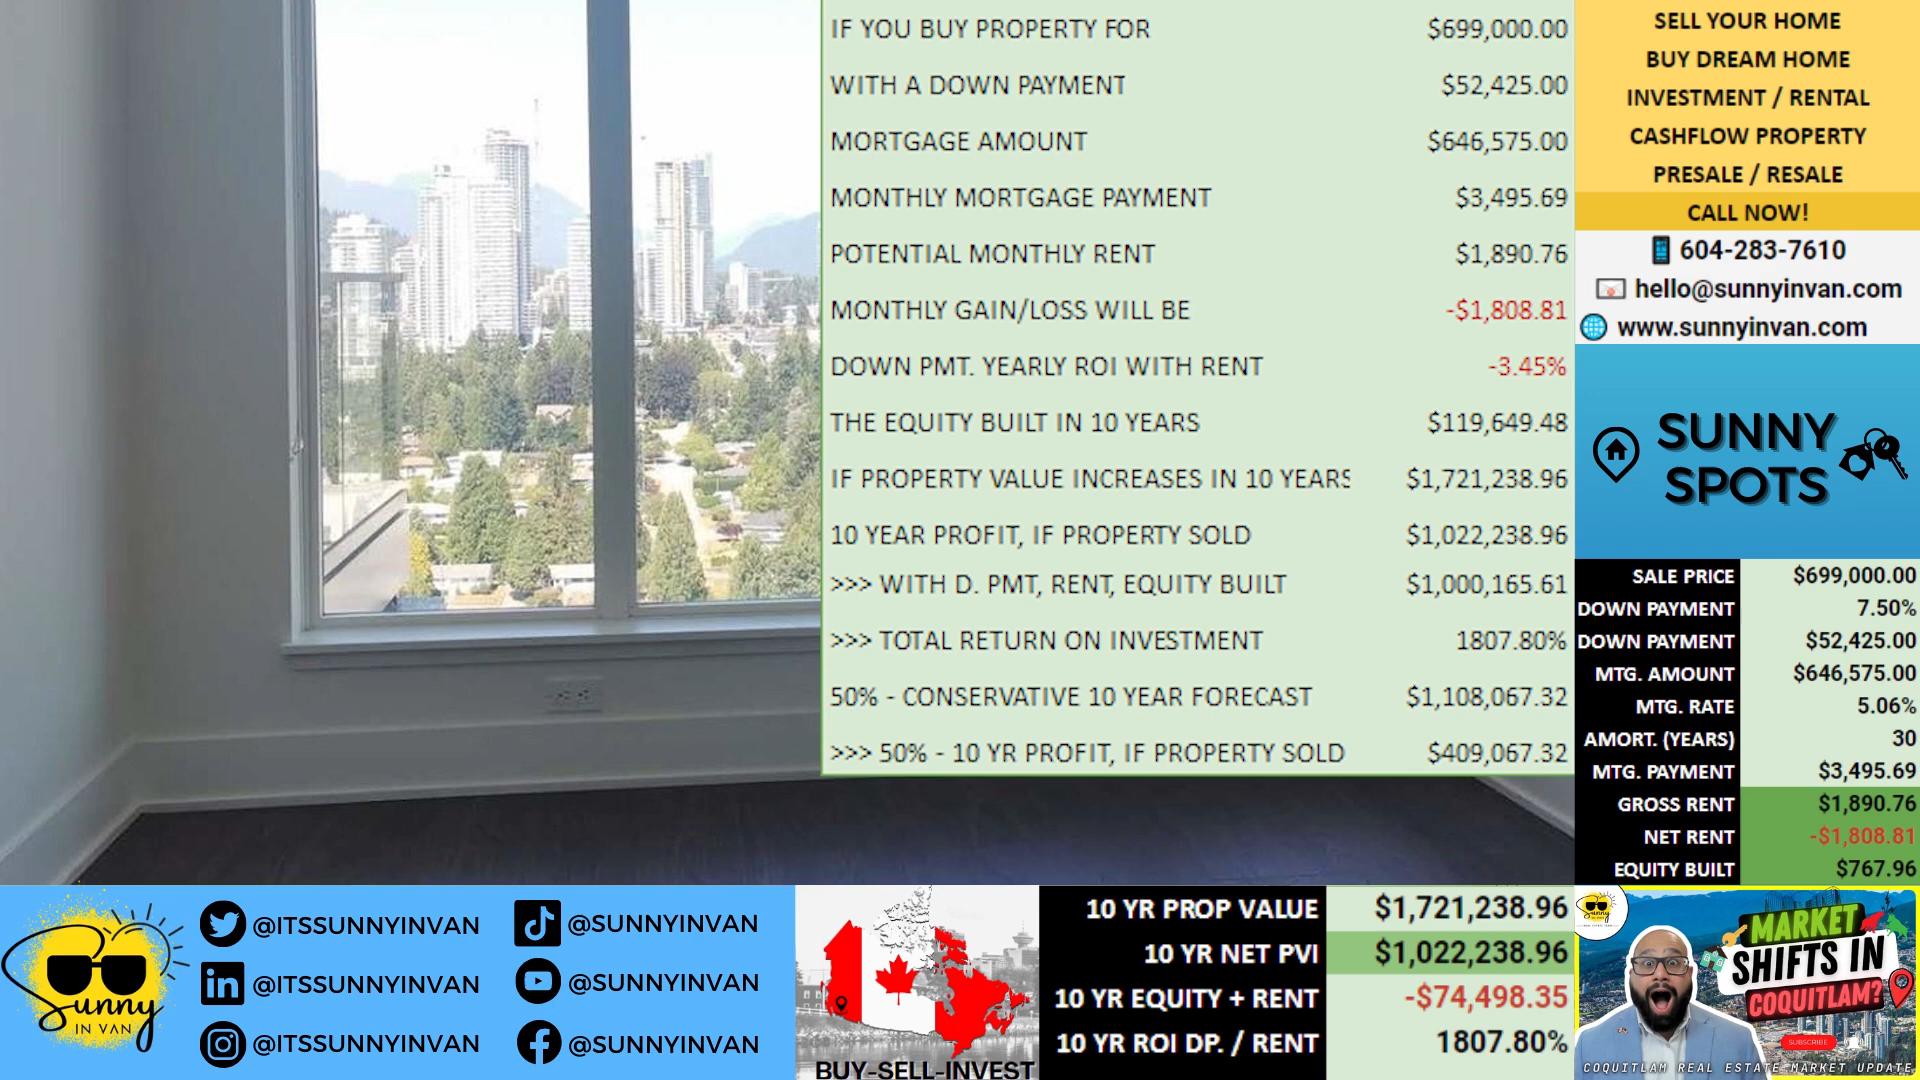 IF YOU BUY PROPERTY FOR $699,000.00
WITH A DOWN PAYMENT $52,425.00
MORTGAGE AMOUNT $646,575.00
MONTHLY MORTGAGE PAYMENT $3,495.69
POTENTIAL MONTHLY RENT $1,890.76
MONTHLY GAIN/LOSS WILL BE -$1,808.81
DOWN PMT. YEARLY ROI WITH RENT -3.45%
THE EQUITY BUILT IN 10 YEARS $119,649.48
IF PROPERTY VALUE INCREASES IN 10 YEARS $1,721,238.96
10 YEAR PROFIT, IF PROPERTY SOLD $1,022,238.96
>>> WITH D. PMT, RENT, EQUITY BUILT $1,000,165.61
>>> TOTAL RETURN ON INVESTMENT 1807.80%
50% - CONSERVATIVE 10 YEAR FORECAST $1,108,067.32
>>> 50% - 10 YR PROFIT, IF PROPERTY SOLD $409,067.32
SELL YOUR HOME
BUY DREAM HOME
INVESTMENT / RENTAL
CASHFLOW PROPERTY
PRESALE / RESALE
CALL NOW!
604-283-7610
hello@sunnyinvan.com
www.sunnyinvan.com
SUNNY
SPOTS
SALE PRICE $699,000.00
DOWN PAYMENT 7.50%
DOWN PAYMENT $52,425.00
MTG. AMOUNT $646,575.00
MTG. RATE 5.06%
AMORT. (YEARS) 30
MTG. PAYMENT $3,495.69
GROSS RENT $1,890.76
NET RENT -$1,808.81
EQUITY BUILT $767.96
Sunny
IN VAN
@ITSSUNNYINVAN
@ITSSUNNYINVAN
@ITSSUNNYINVAN
@SUNNYINVAN
@SUNNYINVAN
@SUNNYINVAN
BUY-SELL-INVEST
10 YR PROP VALUE $1,721,238.96
10 YR NET PVI $1,022,238.96
10 YR EQUITY + RENT -$74,498.35
10 YR ROI DP. / RENT 1807.80%
Sunny
MARKET
SHIFTS IN
COQUITLAM?
SUBSCRIBE
COQUITLAM REAL ESTATE MARKET UPDATE